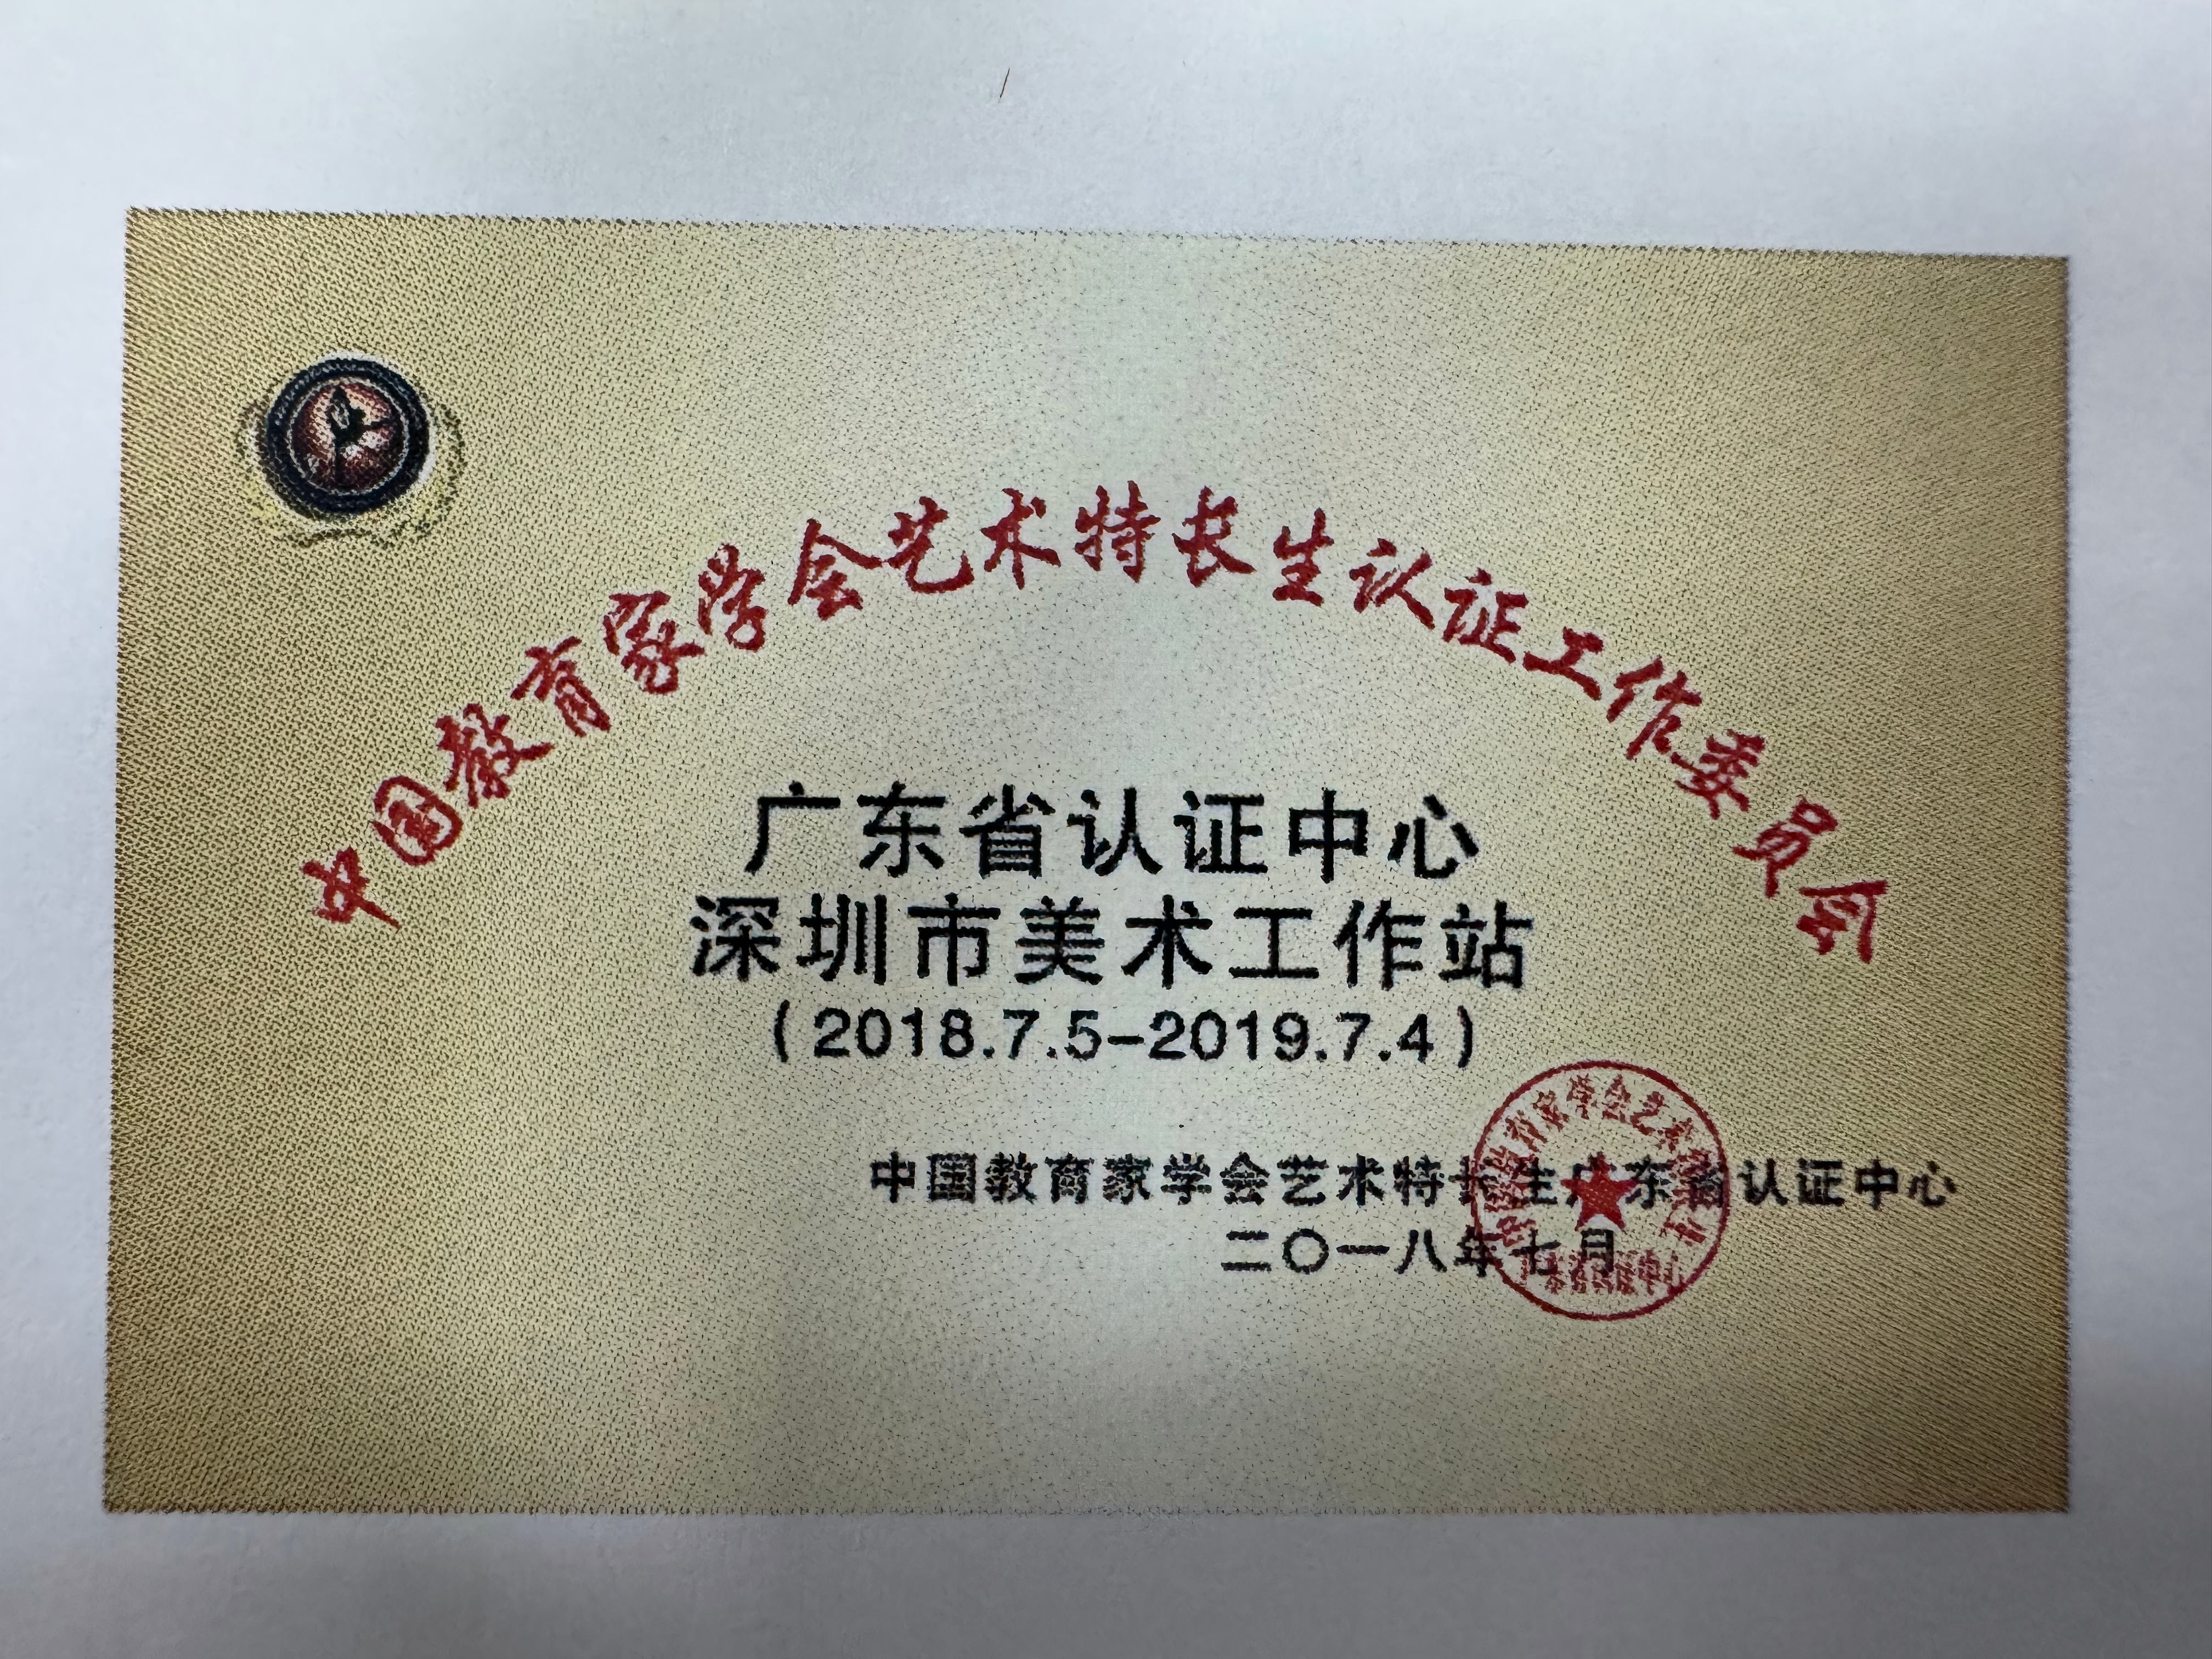 中国教育家学会艺术特长生认证工作委员会
广东省认证中心
深圳市美术工作站
(2018.7.5-2019.7.4)
中国教育家学会艺术特长生广东省认证中心
二〇一八年七月